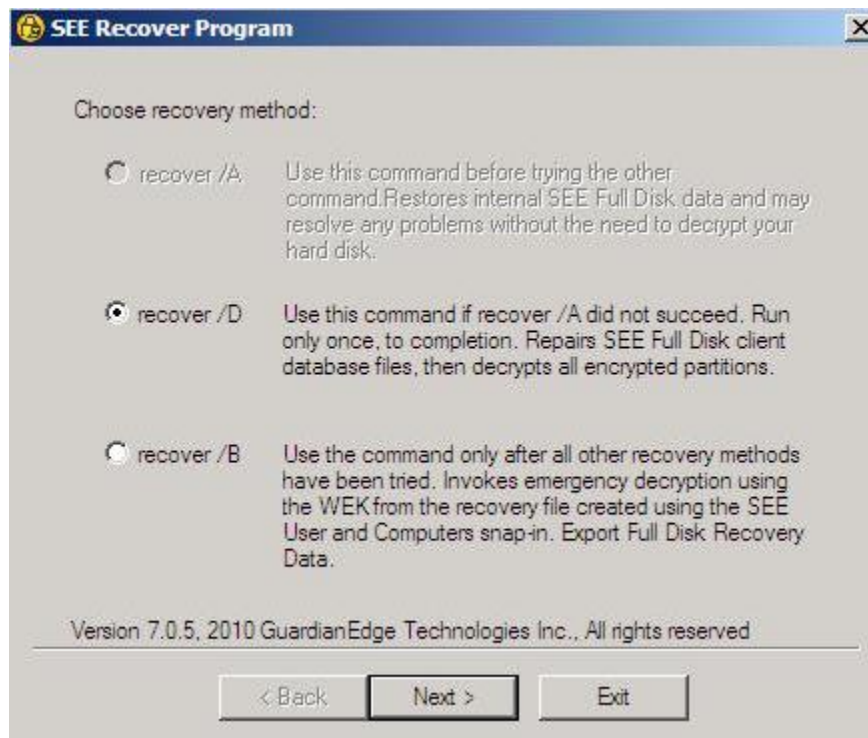 SEE Recover Program
Choose recovery method:
recover /A
Use this command before trying the other
command.Restores internal SEE Full Disk data and may
resolve any problems without the need to decrypt your
hard disk.
recover /D
Use this command if recover /A did not succeed. Run
only once, to completion. Repairs SEE Full Disk client
database files, then decrypts all encrypted partitions.
recover /B
Use the command only after all other recovery methods
have been tried. Invokes emergency decryption using
the WEK from the recovery file created using the SEE
User and Computers snap-in. Export Full Disk Recovery
Data.
Version 7.0.5, 2010 GuardianEdge Technologies Inc., All rights reserved
< Back
Next >
Exit